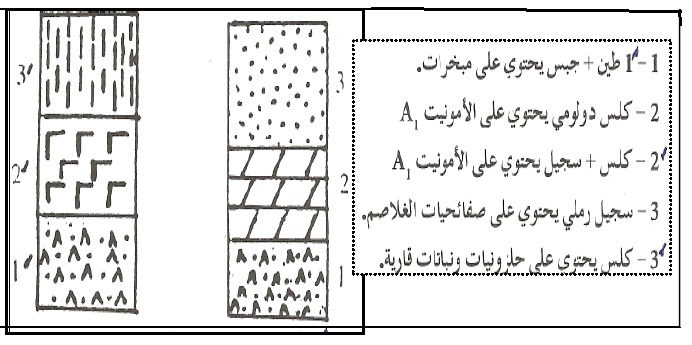 1-1′ طين + جبس يحتوي على مبخرات.
2- كلس دولومي يحتوي على الأمونيت A₁
2′- كلس + سجيل يحتوي على الأمونيت A₁
3- سجيل رملي يحتوي على صفائحيات الغلاصم.
3′- كلس يحتوي على حلزونيات ونباتات قارية.
3′
2′
1′
3
2
1